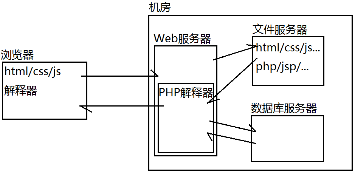 机房
浏览器
html/css/js
解释器
Web服务器
PHP解释器
文件服务器
html/css/js...
php/jsp/...
数据库服务器